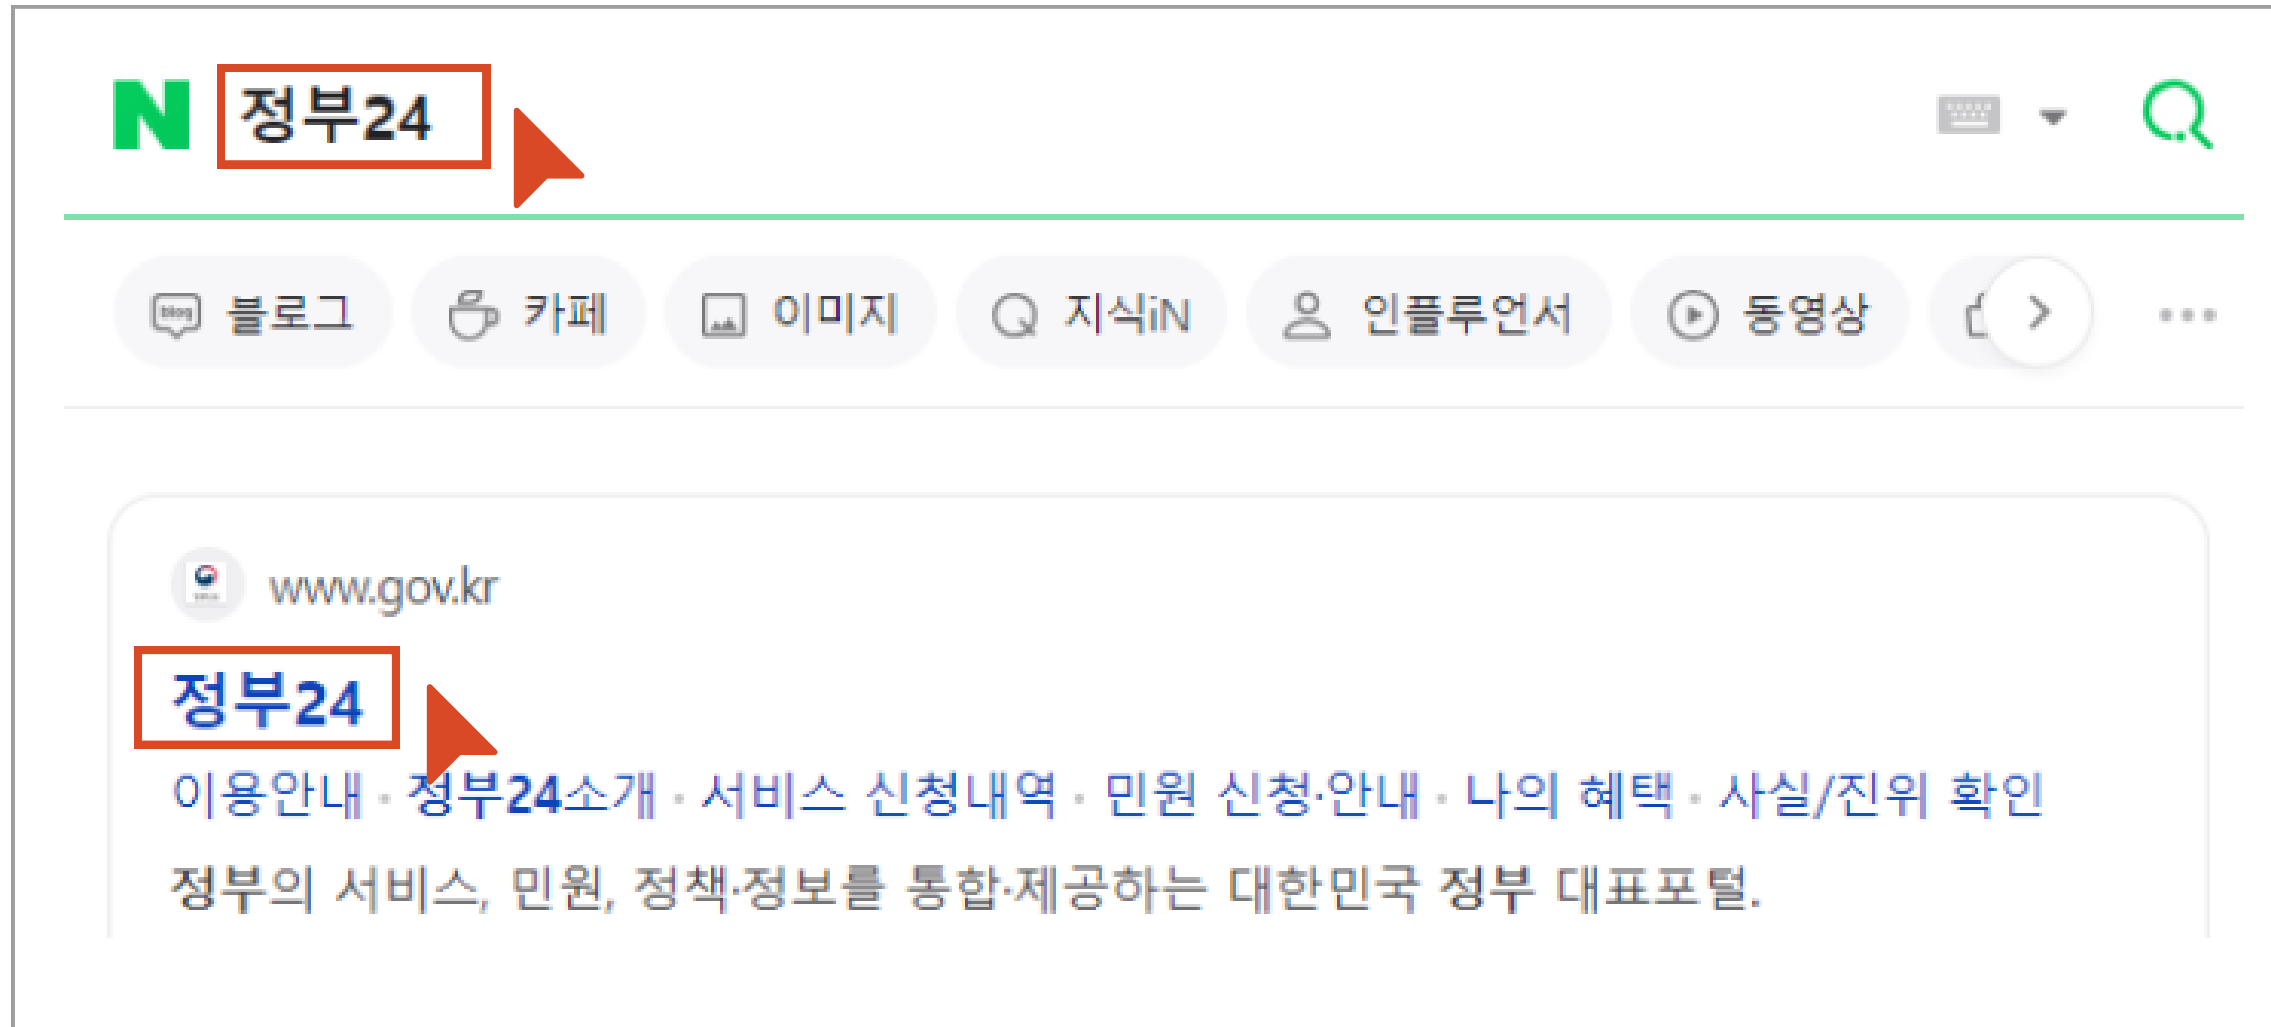 N 정부24
블로그 카페 이미지 지식iN 인플루언서 동영상
www.gov.kr
정부24
이용안내 · 정부24소개 · 서비스 신청내역 · 민원 신청·안내 · 나의 혜택 · 사실/진위 확인
정부의 서비스, 민원, 정책·정보를 통합·제공하는 대한민국 정부 대표포털.